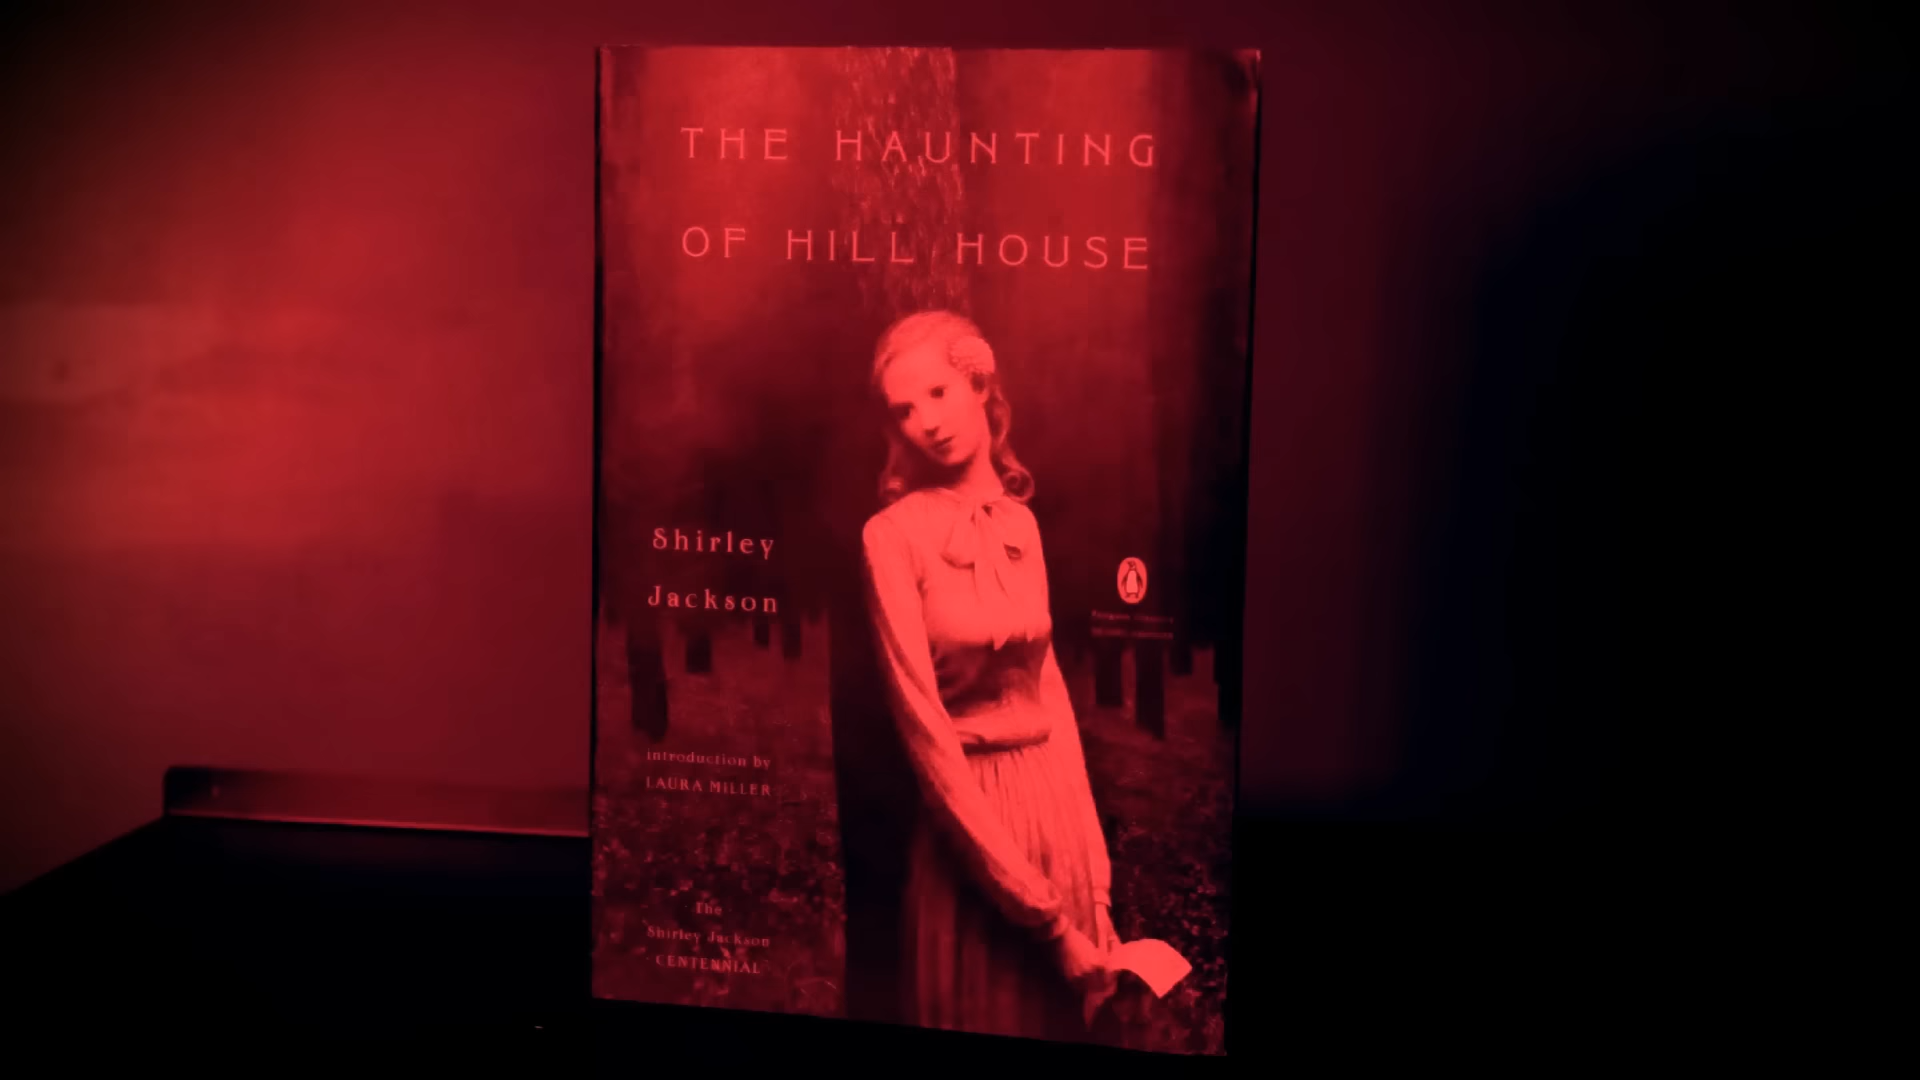 THE HAUNTING
OF HILL HOUSE
Shirley
Jackson
introduction by
LAURA MILLER
The
Shirley Jackson
CENTENNIAL